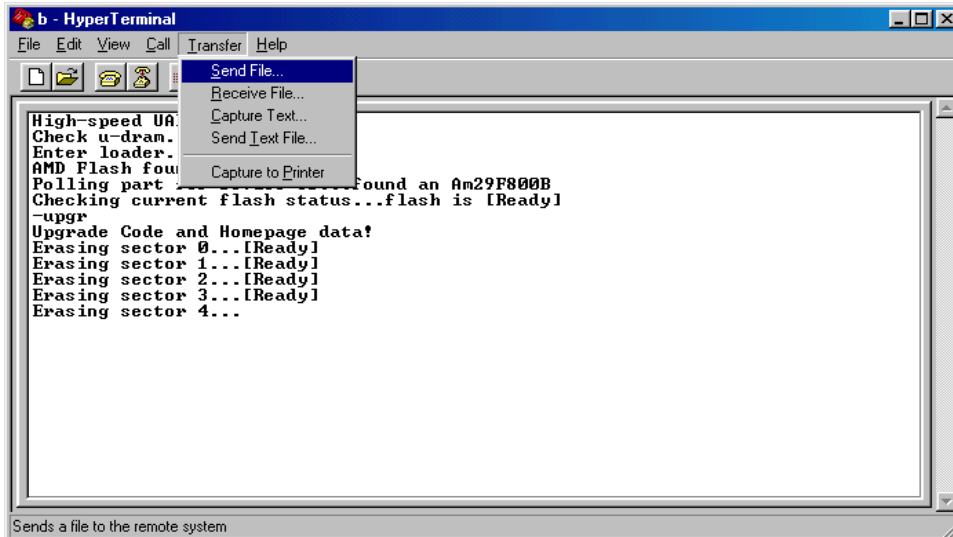 b - HyperTerminal
File Edit View Call Transfer Help
Send File...
Receive File...
Capture Text...
Send Text File...
Capture to Printer
High-speed
Check u-dram.
Enter loader.
AMD Flash
Polling part found an Am29F800B
Checking current flash status...flash is [Ready]
-upgr
Upgrade Code and Homepage data!
Erasing sector 0...[Ready]
Erasing sector 1...[Ready]
Erasing sector 2...[Ready]
Erasing sector 3...[Ready]
Erasing sector 4...
Sends a file to the remote system